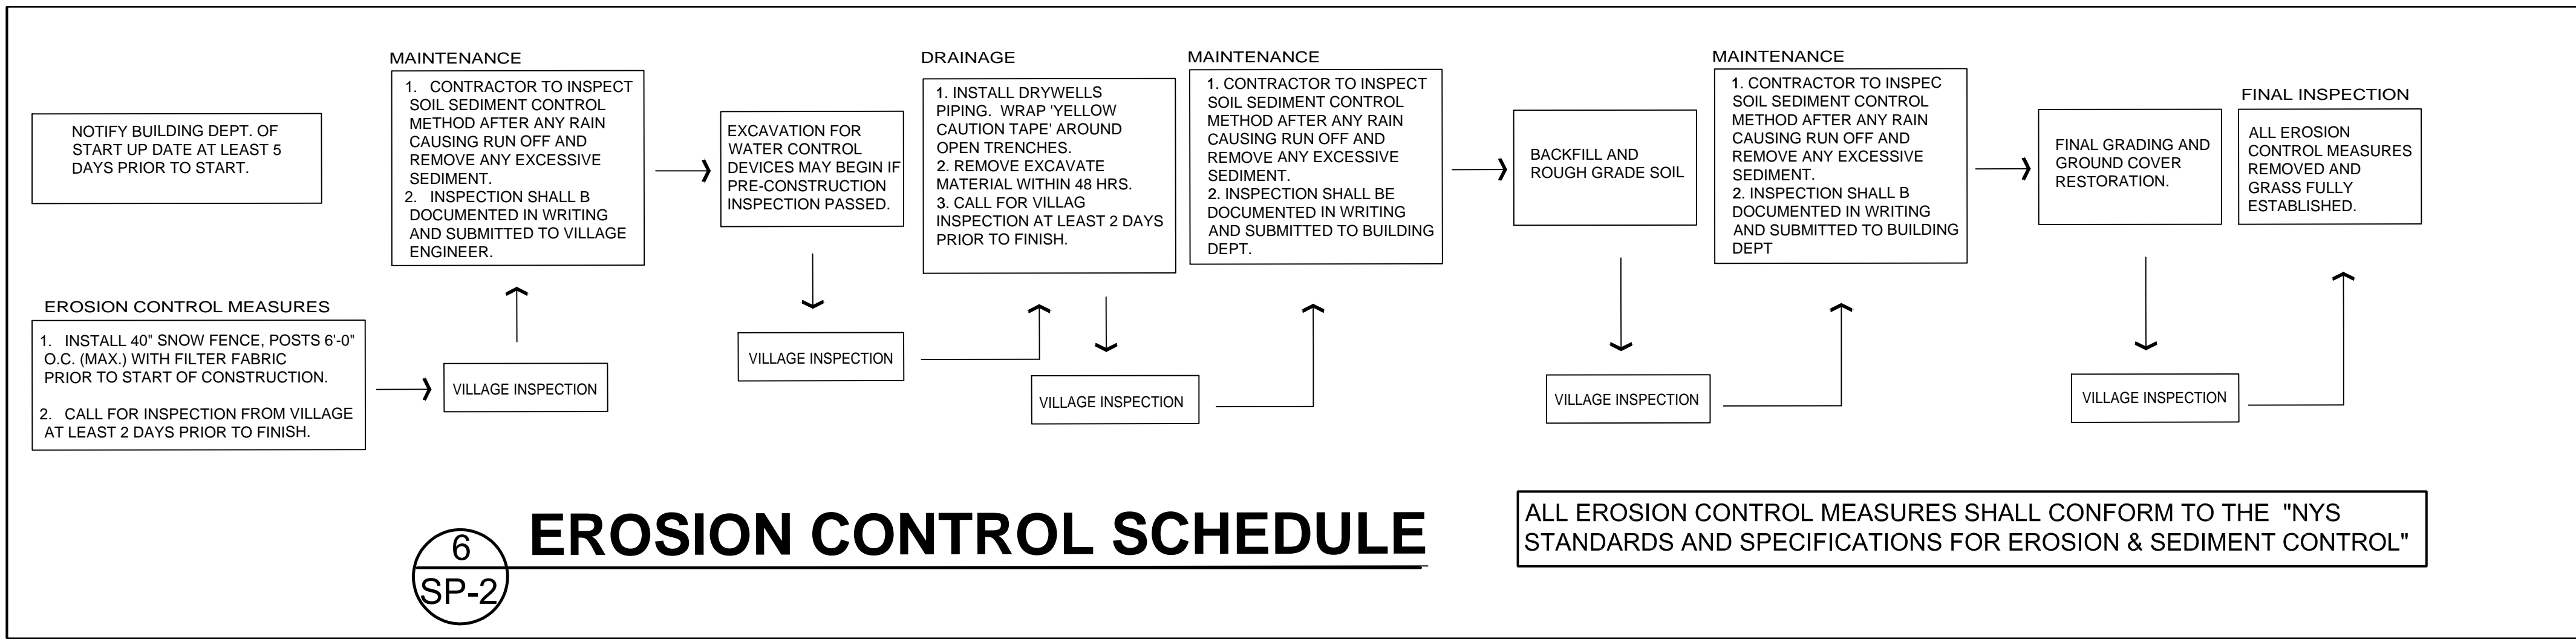 NOTIFY BUILDING DEPT. OF
START UP DATE AT LEAST 5
DAYS PRIOR TO START.
EROSION CONTROL MEASURES
1. INSTALL 40" SNOW FENCE, POSTS 6'-0"
O.C. (MAX.) WITH FILTER FABRIC
PRIOR TO START OF CONSTRUCTION.
2. CALL FOR INSPECTION FROM VILLAGE
AT LEAST 2 DAYS PRIOR TO FINISH.
VILLAGE INSPECTION
MAINTENANCE
1. CONTRACTOR TO INSPECT
SOIL SEDIMENT CONTROL
METHOD AFTER ANY RAIN
CAUSING RUN OFF AND
REMOVE ANY EXCESSIVE
SEDIMENT.
2. INSPECTION SHALL B
DOCUMENTED IN WRITING
AND SUBMITTED TO VILLAGE
ENGINEER.
EXCAVATION FOR
WATER CONTROL
DEVICES MAY BEGIN IF
PRE-CONSTRUCTION
INSPECTION PASSED.
VILLAGE INSPECTION
DRAINAGE
1. INSTALL DRYWELLS
PIPING. WRAP 'YELLOW
CAUTION TAPE' AROUND
OPEN TRENCHES.
2. REMOVE EXCAVATE
MATERIAL WITHIN 48 HRS.
3. CALL FOR VILLAG
INSPECTION AT LEAST 2 DAYS
PRIOR TO FINISH.
VILLAGE INSPECTION
MAINTENANCE
1. CONTRACTOR TO INSPECT
SOIL SEDIMENT CONTROL
METHOD AFTER ANY RAIN
CAUSING RUN OFF AND
REMOVE ANY EXCESSIVE
SEDIMENT.
2. INSPECTION SHALL BE
DOCUMENTED IN WRITING
AND SUBMITTED TO BUILDING
DEPT.
BACKFILL AND
ROUGH GRADE SOIL
VILLAGE INSPECTION
MAINTENANCE
1. CONTRACTOR TO INSPEC
SOIL SEDIMENT CONTROL
METHOD AFTER ANY RAIN
CAUSING RUN OFF AND
REMOVE ANY EXCESSIVE
SEDIMENT.
2. INSPECTION SHALL B
DOCUMENTED IN WRITING
AND SUBMITTED TO BUILDING
DEPT
FINAL GRADING AND
GROUND COVER
RESTORATION.
VILLAGE INSPECTION
FINAL INSPECTION
ALL EROSION
CONTROL MEASURES
REMOVED AND
GRASS FULLY
ESTABLISHED.
6
SP-2
EROSION CONTROL SCHEDULE
ALL EROSION CONTROL MEASURES SHALL CONFORM TO THE "NYS
STANDARDS AND SPECIFICATIONS FOR EROSION & SEDIMENT CONTROL"